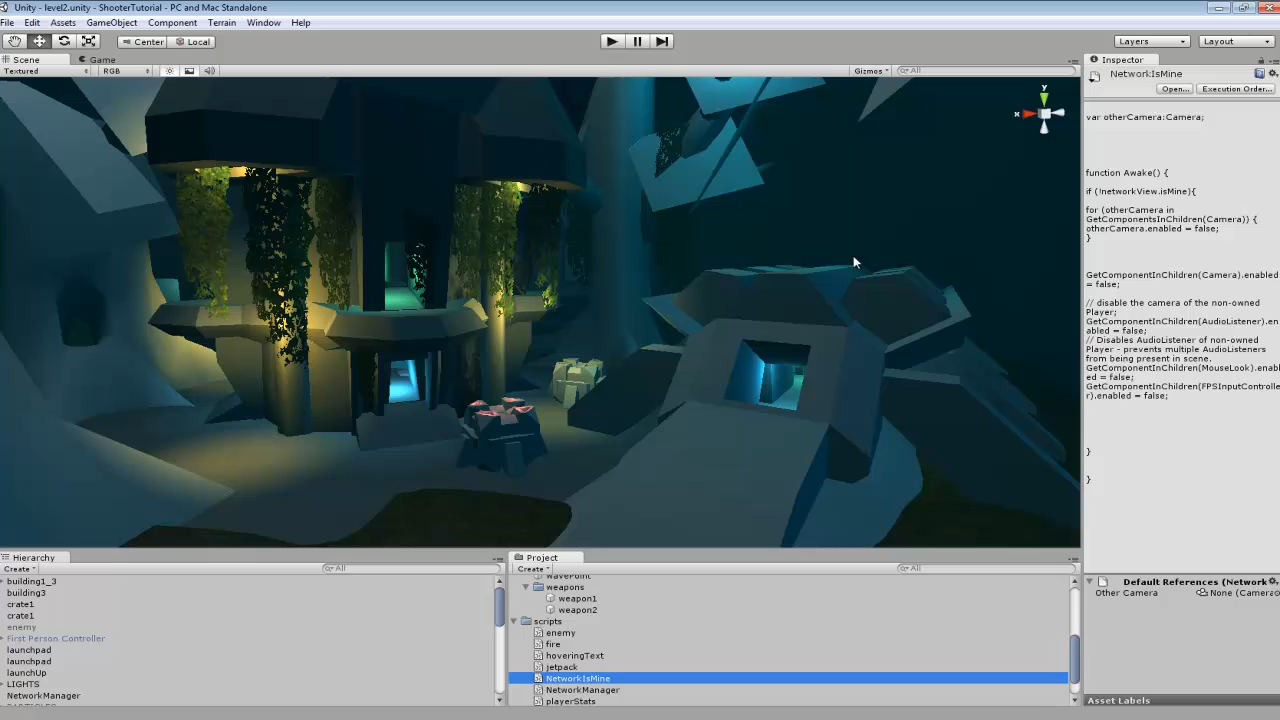 Unity - level2.unity - ShooterTutorial - PC and Mac Standalone
File Edit Assets GameObject Component Terrain Window Help
Center Local Layers Layout
Scene Game Inspector
Textured RGB Gizmos All
NetworkIsMine
Open... Execution Order...
var otherCamera:Camera;
function Awake() {
if (!networkView.isMine){
for (otherCamera in
GetComponentsInChildren(Camera)) {
otherCamera.enabled = false;
}
GetComponentInChildren(Camera).enabled
= false;
// disable the camera of the non-owned
Player;
GetComponentInChildren(AudioListener).en
abled = false;
// Disables AudioListener of non-owned
Player - prevents multiple AudioListeners
from being present in scene.
GetComponentInChildren(MouseLook).enabl
ed = false;
GetComponentInChildren(FPSInputControlle
r).enabled = false;
}
}
y
x
Hierarchy
Create All
building1_3
building3
crate1
crate1
enemy
First Person Controller
launchpad
launchpad
launchUp
LIGHTS
NetworkManager
Project
Create All
WavePoint
weapons
weapon1
weapon2
scripts
enemy
fire
hoveringText
jetpack
NetworkIsMine
NetworkManager
playerStats
Default References (Network
Other Camera None (Camera
Asset Labels